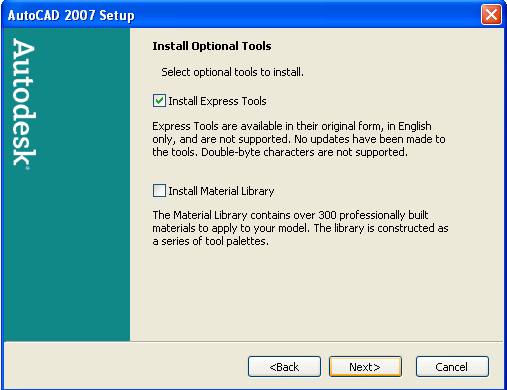 AutoCAD 2007 Setup
Autodesk
Install Optional Tools
Select optional tools to install.
Install Express Tools
Express Tools are available in their original form, in English
only, and are not supported. No updates have been made to
the tools. Double-byte characters are not supported.
Install Material Library
The Material Library contains over 300 professionally built
materials to apply to your model. The library is constructed as
a series of tool palettes.
<Back
Next>
Cancel